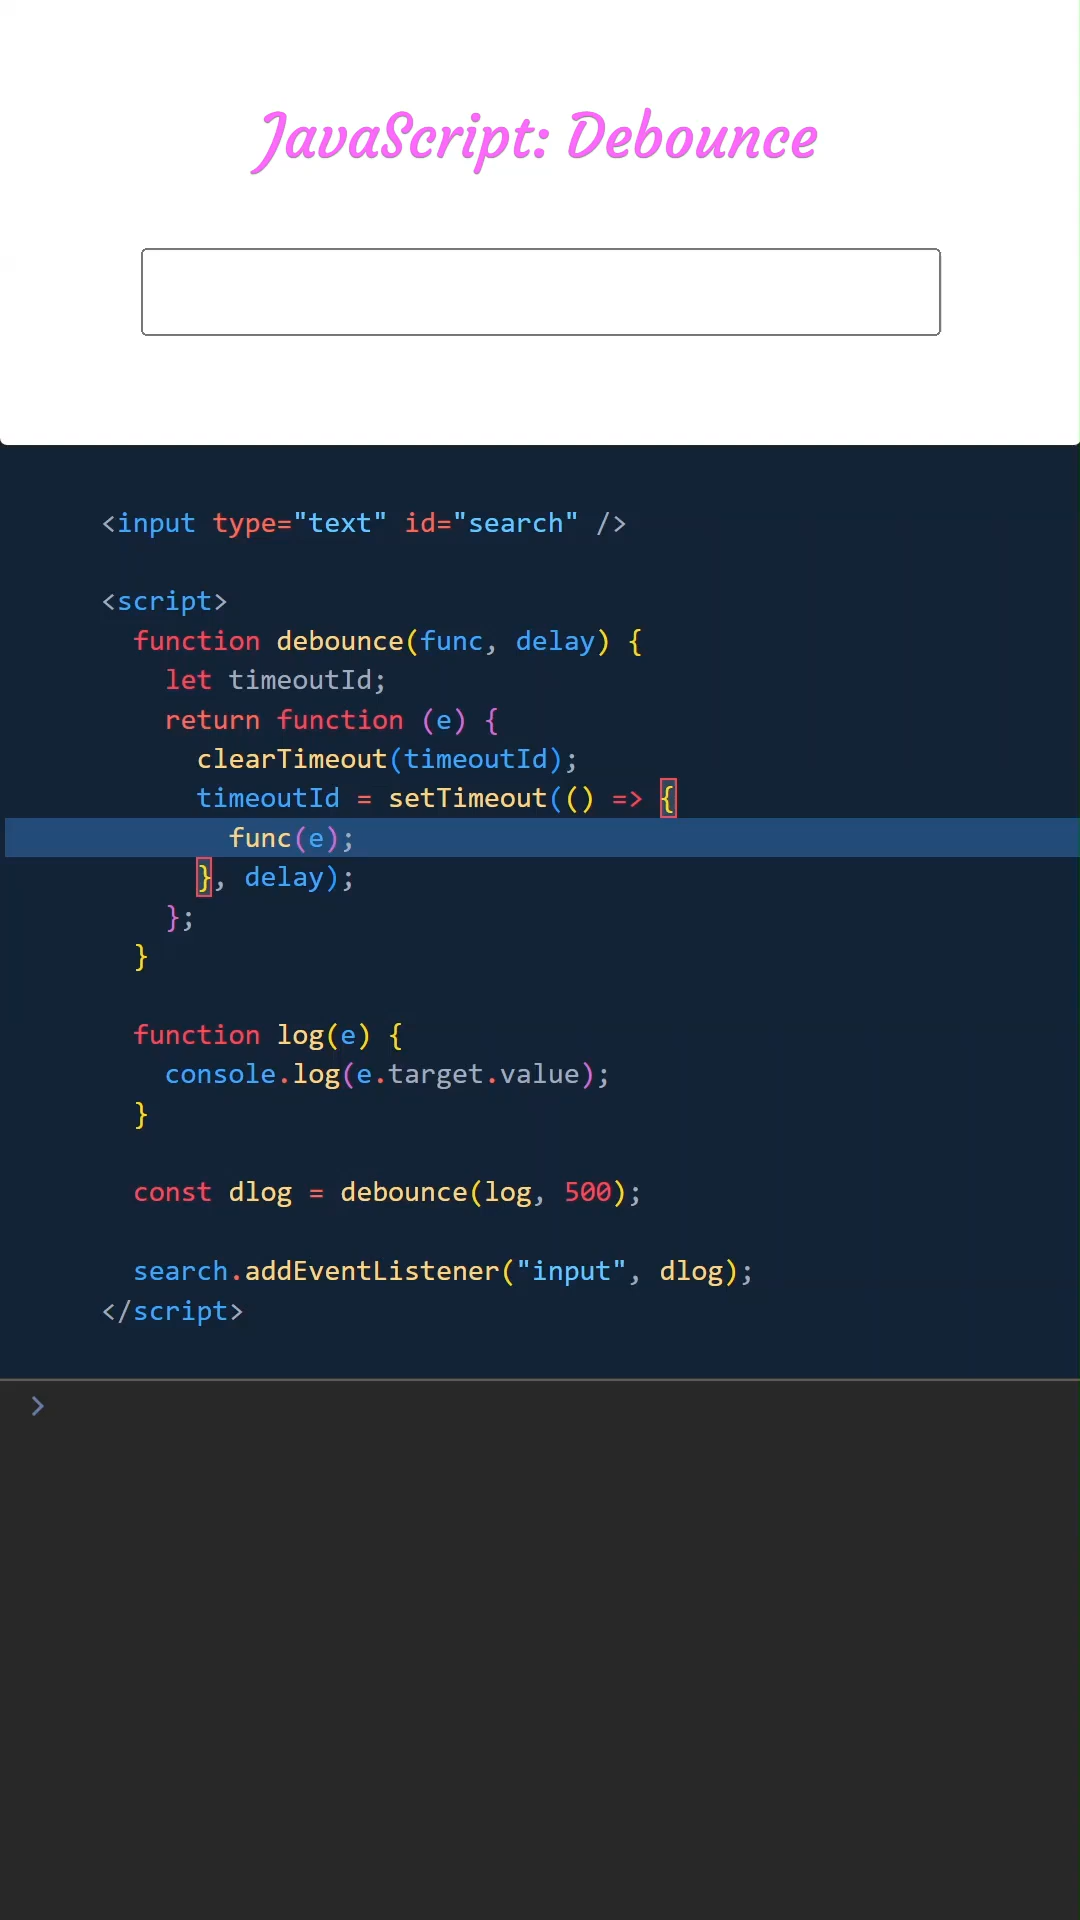 JavaScript: Debounce
<input type="text" id="search" />
<script>
function debounce(func, delay) {
let timeoutId;
return function (e) {
clearTimeout(timeoutId);
timeoutId = setTimeout(() => {
func(e);
}, delay);
};
}
function log(e) {
console.log(e.target.value);
}
const dlog = debounce(log, 500);
search.addEventListener("input", dlog);
</script>
>